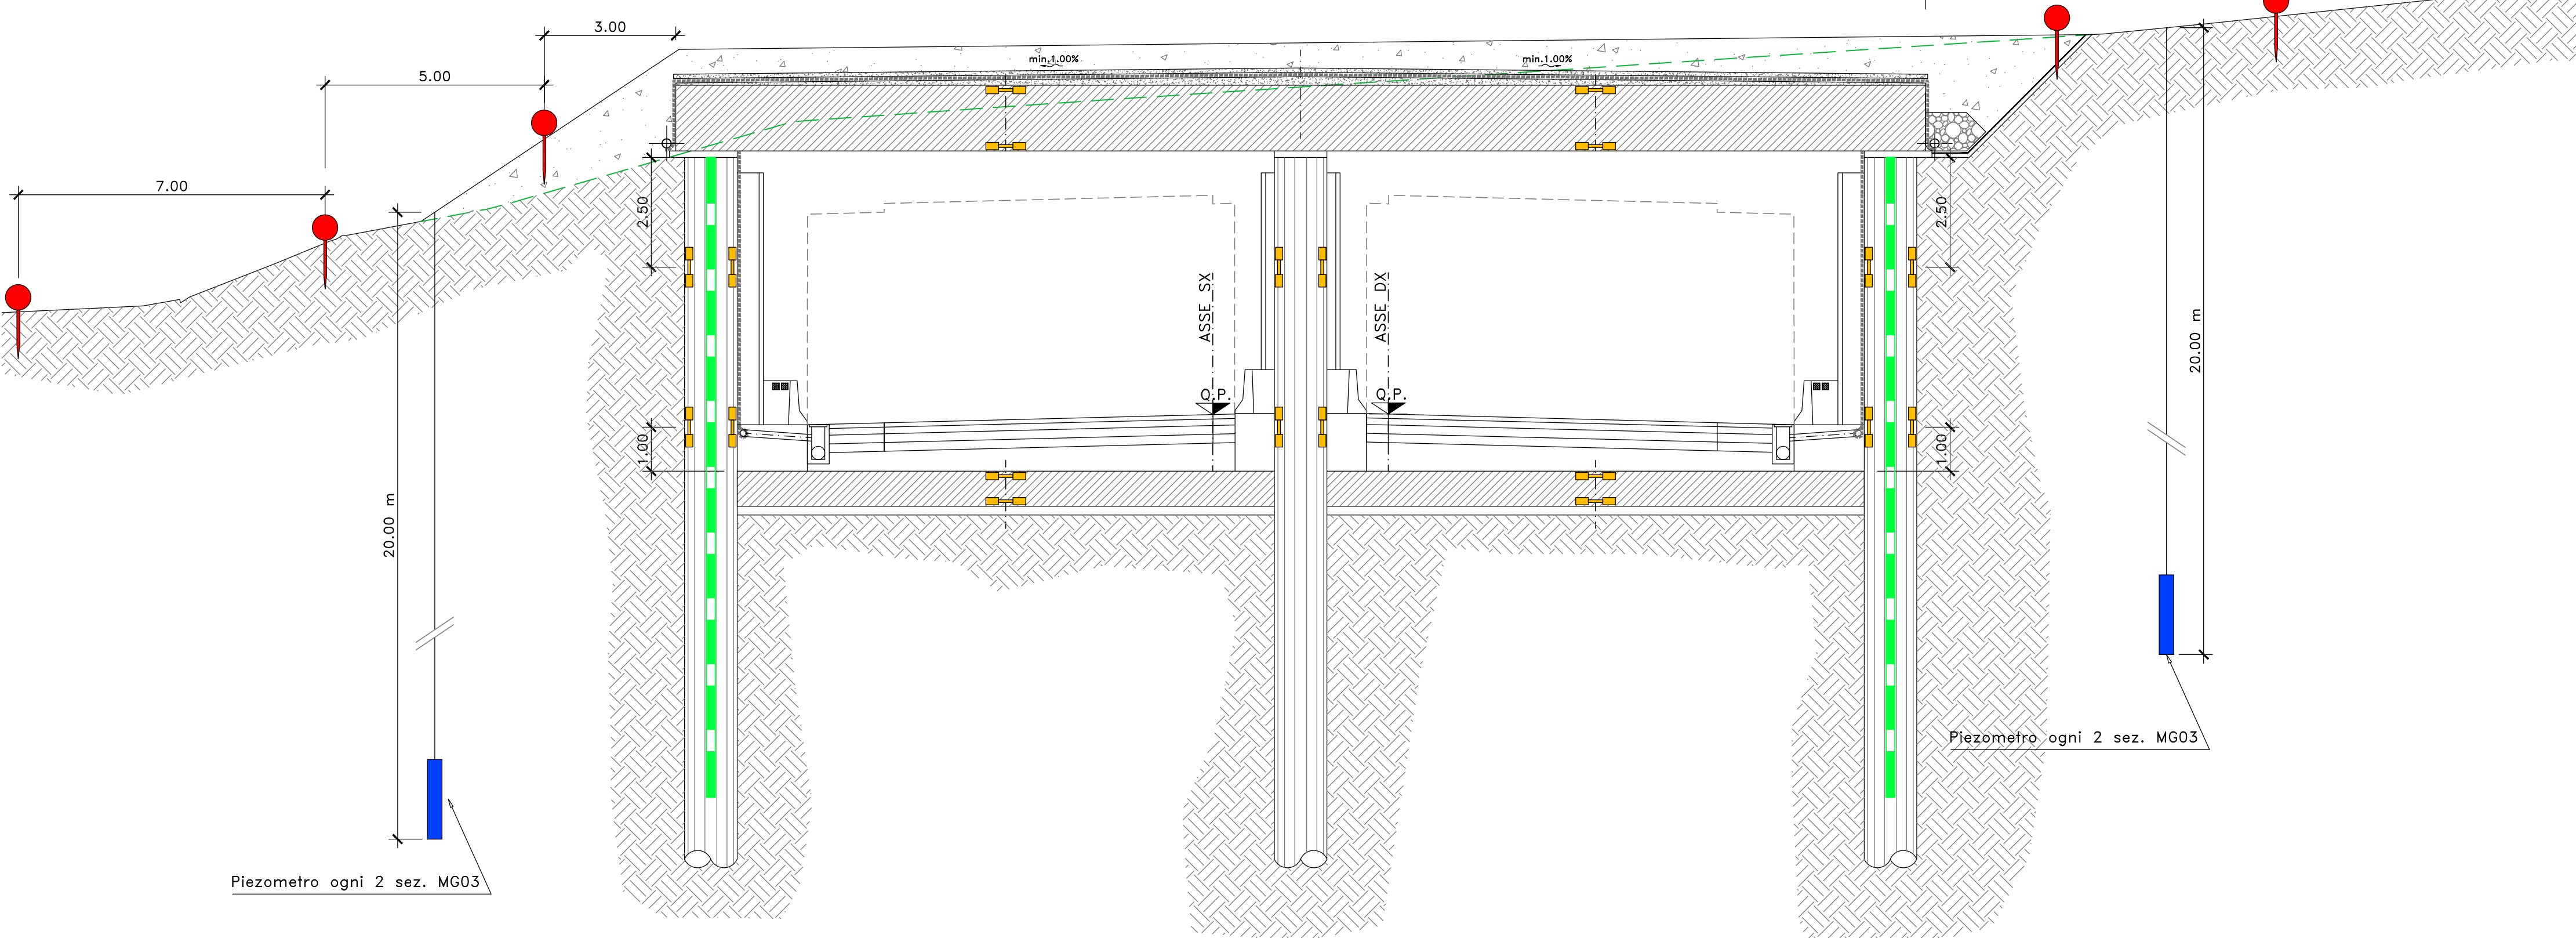 3.00
5.00
7.00
min.1.00%
min.1.00%
2.50
2.50
ASSE SX
ASSE DX
Q.P.
Q.P.
1.00
1.00
20.00 m
20.00 m
Piezometro ogni 2 sez. MG03
Piezometro ogni 2 sez. MG03